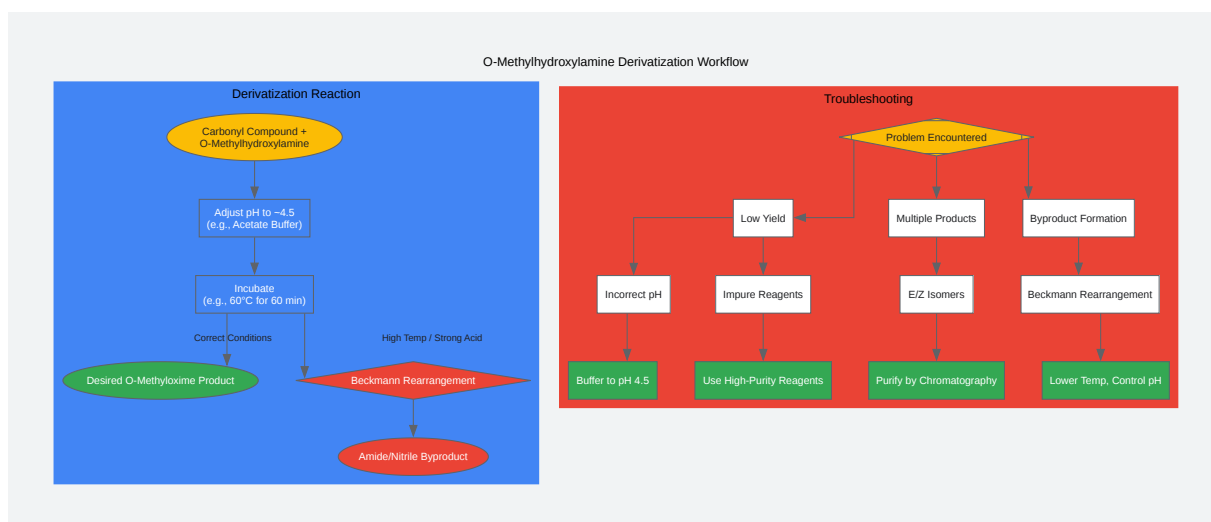 O-Methylhydroxylamine Derivatization Workflow
Derivatization Reaction
Carbonyl Compound +
O-Methylhydroxylamine
Adjust pH to ~4.5
(e.g., Acetate Buffer)
Incubate
(e.g., 60°C for 60 min)
Correct Conditions
High Temp / Strong Acid
Desired O-Methyloxime Product
Beckmann Rearrangement
Amide/Nitrile Byproduct
Troubleshooting
Problem Encountered
Low Yield
Multiple Products
Byproduct Formation
Incorrect pH
Impure Reagents
E/Z Isomers
Beckmann Rearrangement
Buffer to pH 4.5
Use High-Purity Reagents
Purify by Chromatography
Lower Temp, Control pH